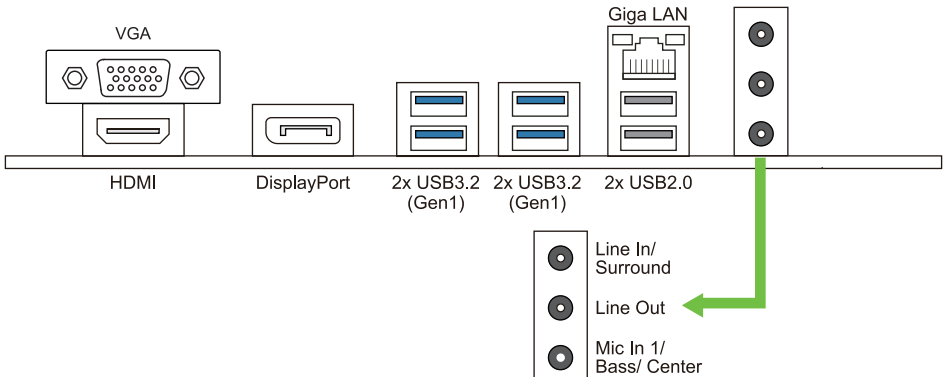 VGA
Giga LAN
HDMI
DisplayPort
2x USB3.2
(Gen1)
2x USB3.2
(Gen1)
2x USB2.0
Line In/
Surround
Line Out
Mic In 1/
Bass/ Center